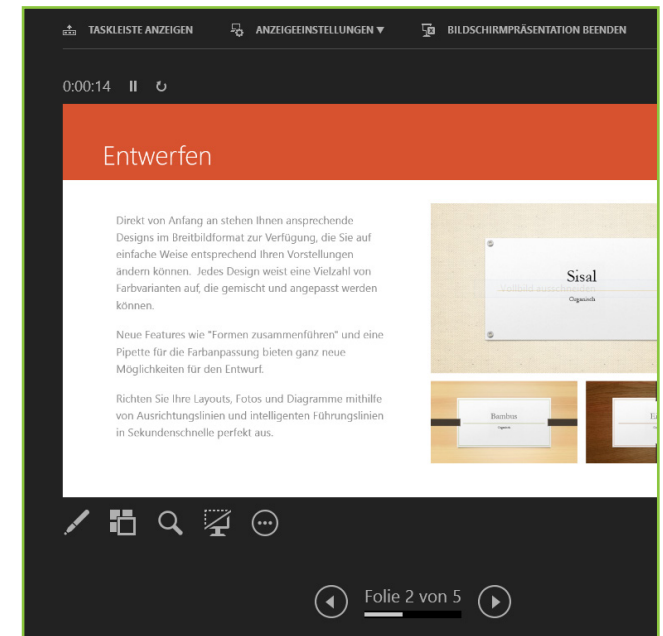 TASKLEISTE ANZEIGEN ANZEIGEEINSTELLUNGEN ▼ BILDSCHIRMPRÄSENTATION BEENDEN
0:00:14
Entwerfen
Direkt von Anfang an stehen Ihnen ansprechende
Designs im Breitbildformat zur Verfügung, die Sie auf
einfache Weise entsprechend Ihren Vorstellungen
ändern können. Jedes Design weist eine Vielzahl von
Farbvarianten auf, die gemischt und angepasst werden
können.
Neue Features wie "Formen zusammenführen" und eine
Pipette für die Farbanpassung bieten ganz neue
Möglichkeiten für den Entwurf.
Richten Sie Ihre Layouts, Fotos und Diagramme mithilfe
von Ausrichtungslinien und intelligenten Führungslinien
in Sekundenschnelle perfekt aus.
Sisal
Vollbild ausschneiden
Organisch
Bambus
Folie 2 von 5